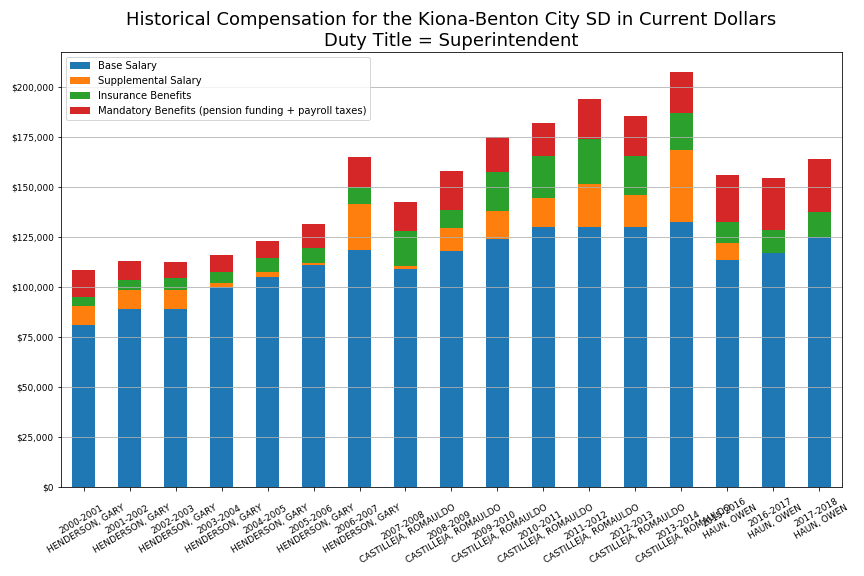 Historical Compensation for the Kiona-Benton City SD in Current Dollars
Duty Title = Superintendent
Base Salary
Supplemental Salary
Insurance Benefits
Mandatory Benefits (pension funding + payroll taxes)
$200,000
$175,000
$150,000
$125,000
$100,000
$75,000
$50,000
$25,000
$0
2000-2001
HENDERSON, GARY
2001-2002
HENDERSON, GARY
2002-2003
HENDERSON, GARY
2003-2004
HENDERSON, GARY
2004-2005
HENDERSON, GARY
2005-2006
HENDERSON, GARY
2006-2007
HENDERSON, GARY
2007-2008
CASTILLEJA, ROMAULDO
2008-2009
CASTILLEJA, ROMAULDO
2009-2010
CASTILLEJA, ROMAULDO
2010-2011
CASTILLEJA, ROMAULDO
2011-2012
CASTILLEJA, ROMAULDO
2012-2013
CASTILLEJA, ROMAULDO
2013-2014
CASTILLEJA, ROMAULDO
2015-2016
HAUN, OWEN
2016-2017
HAUN, OWEN
2017-2018
HAUN, OWEN